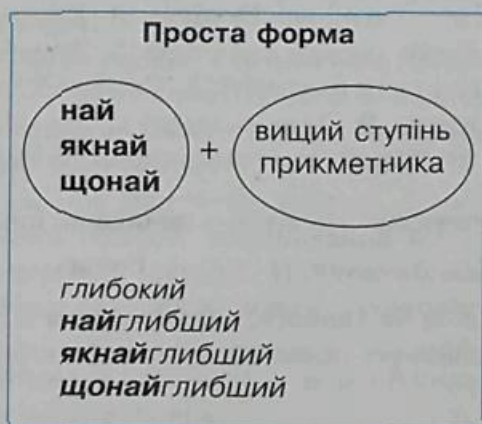 Проста форма
най
якнай
щонай
+
вищий ступінь
прикметника
глибокий
найглибший
якнайглибший
щонайглибший